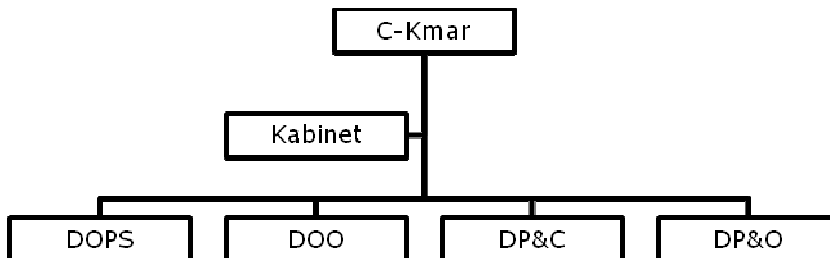 C-Kmar
Kabinet
DOPS
DOO
DP&C
DP&O